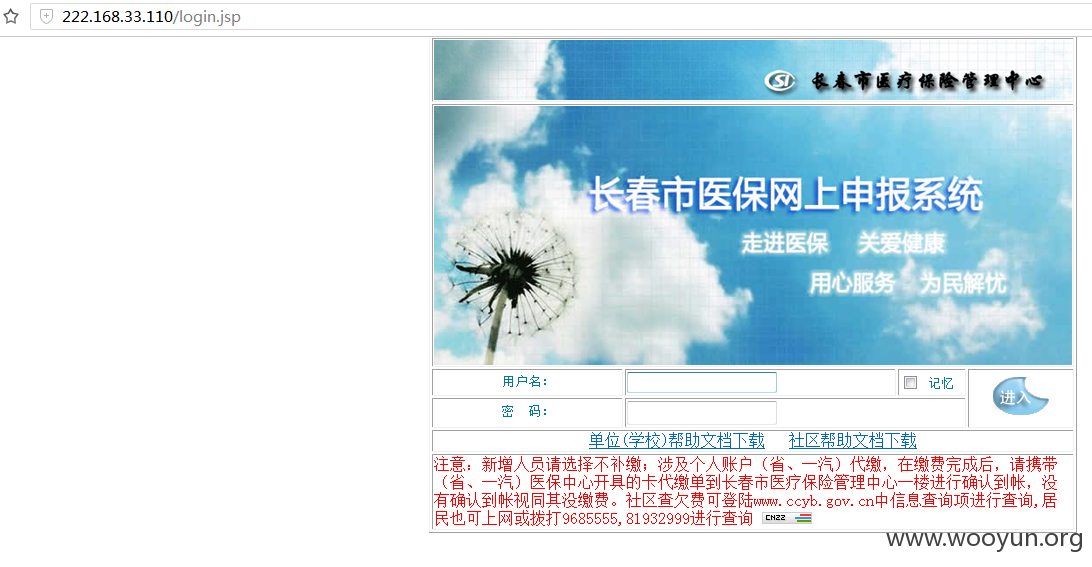 222.168.33.110/login.jsp
CSI 长春市医疗保险管理中心
长春市医保网上申报系统
走进医保 关爱健康
用心服务 为民解忧
用户名: 记忆
进入
密 码:
单位(学校)帮助文档下载 社区帮助文档下载
注意：新增人员请选择不补缴；涉及个人账户（省、一汽）代缴，在缴费完成后，请携带
（省、一汽）医保中心开具的卡代缴单到长春市医疗保险管理中心一楼进行确认到帐，没
有确认到帐视同其没缴费。社区查欠费可登陆www.ccyb.gov.cn中信息查询项进行查询,居
民也可上网或拨打9685555,81932999进行查询 CNZZ
www.wooyun.org